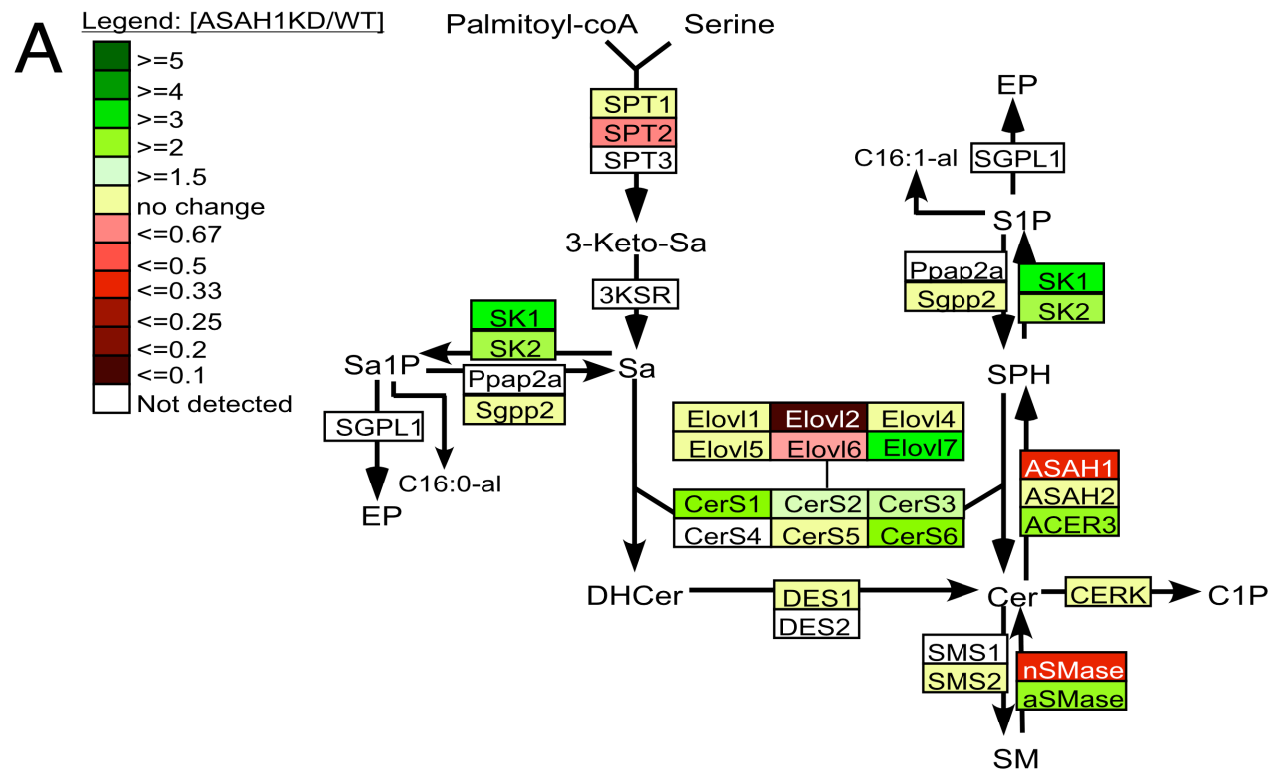 A
Legend: [ASAH1KD/WT]
>=5
>=4
>=3
>=2
>=1.5
no change
<=0.67
<=0.5
<=0.33
<=0.25
<=0.2
<=0.1
Not detected
Palmitoyl-coA Serine
SPT1
SPT2
SPT3
3-Keto-Sa
3KSR
SK1
SK2
Sa1P
Sa
Ppap2a
Sgpp2
SGPL1
C16:0-al
EP
EP
C16:1-al
SGPL1
S1P
Ppap2a
Sgpp2
SK1
SK2
SPH
Elovl1 Elovl2 Elovl4
Elovl5 Elovl6 Elovl7
CerS1 CerS2 CerS3
CerS4 CerS5 CerS6
ASAH1
ASAH2
ACER3
DHCer
DES1
DES2
Cer
CERK
C1P
SMS1
SMS2
nSMase
aSMase
SM